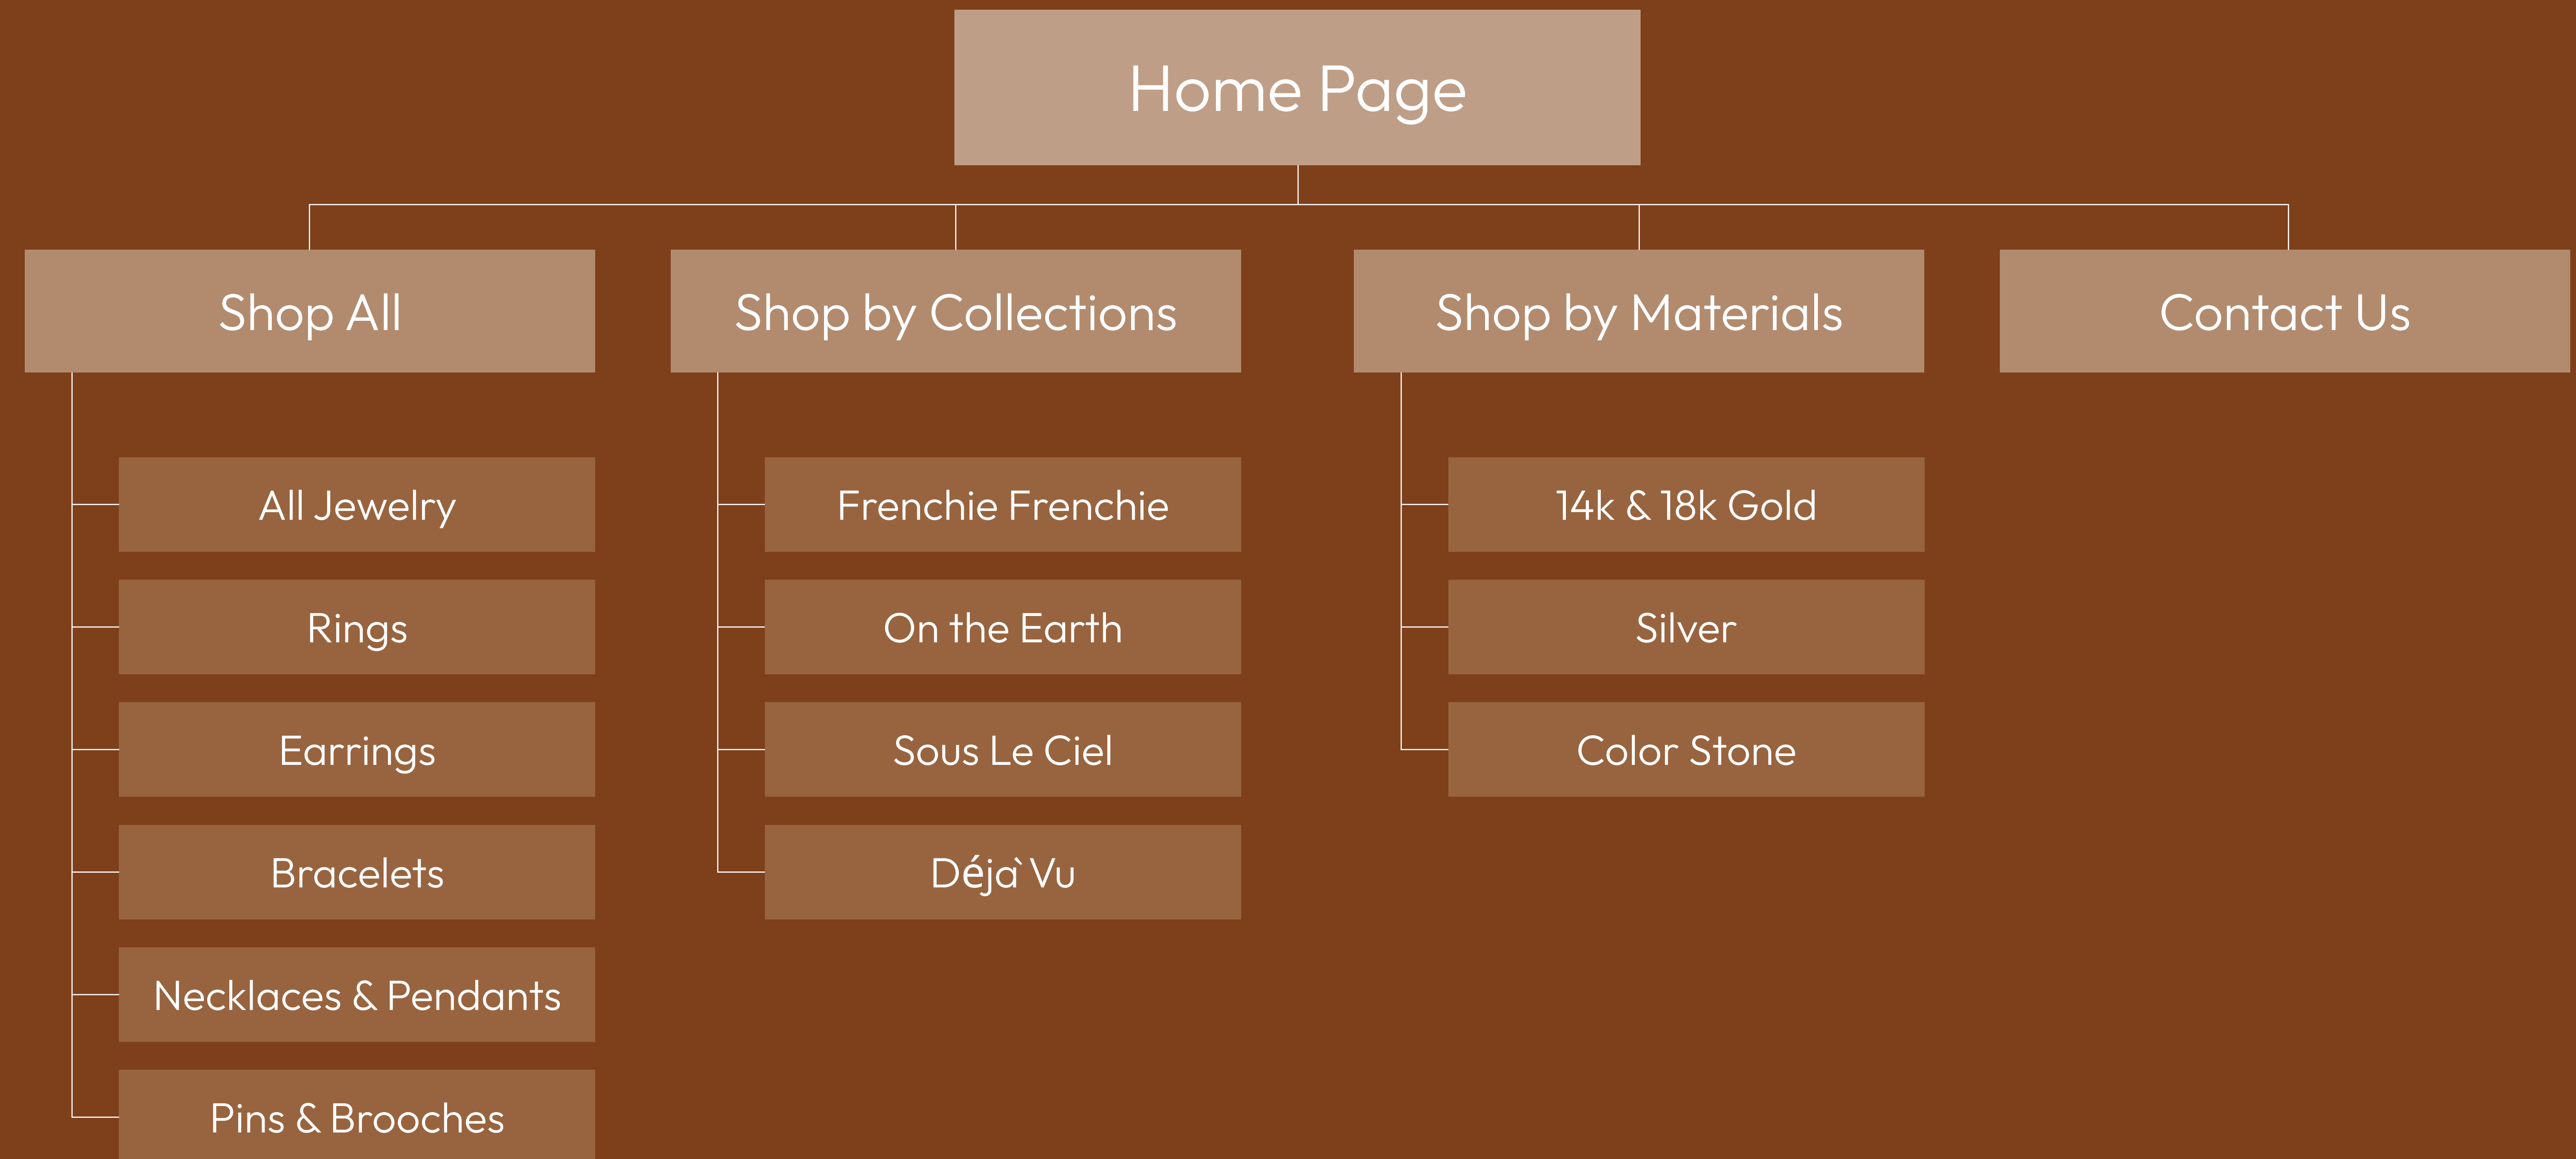 Home Page
Shop All
Shop by Collections
Shop by Materials
Contact Us
All Jewelry
Frenchie Frenchie
14k & 18k Gold
Rings
On the Earth
Silver
Earrings
Sous Le Ciel
Color Stone
Bracelets
Déjà Vu
Necklaces & Pendants
Pins & Brooches